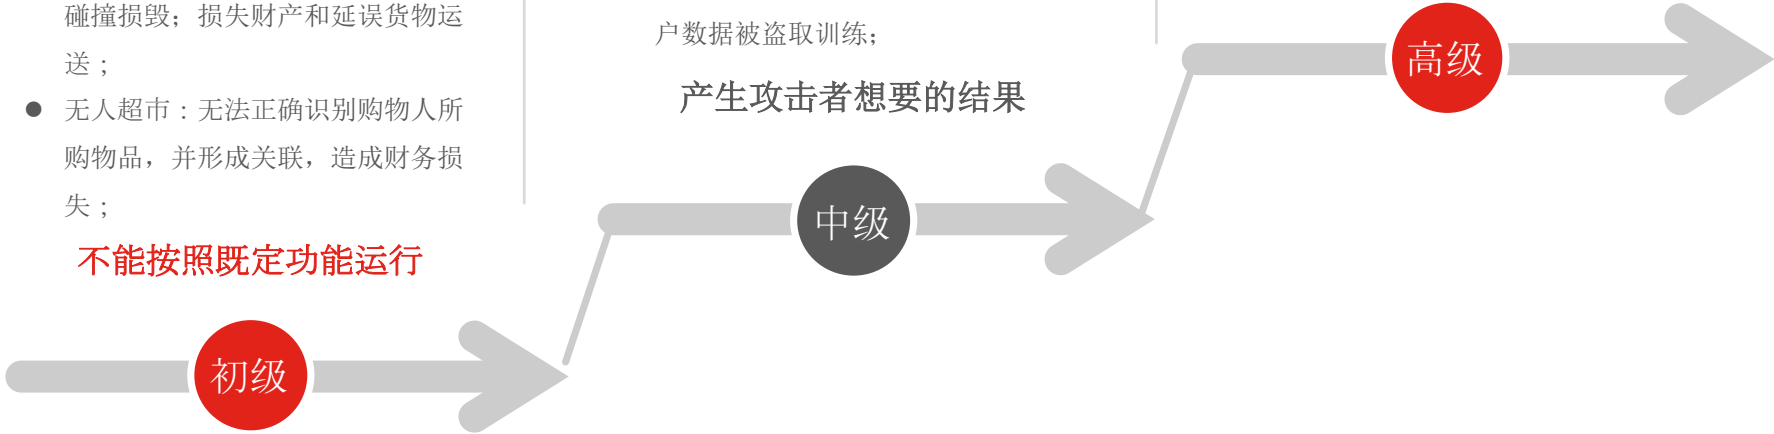 碰撞损毁；损失财产和延误货物运
送；
● 无人超市：无法正确识别购物人所
购物品，并形成关联，造成财务损
失；
不能按照既定功能运行
初级
户数据被盗取训练；
产生攻击者想要的结果
中级
高级